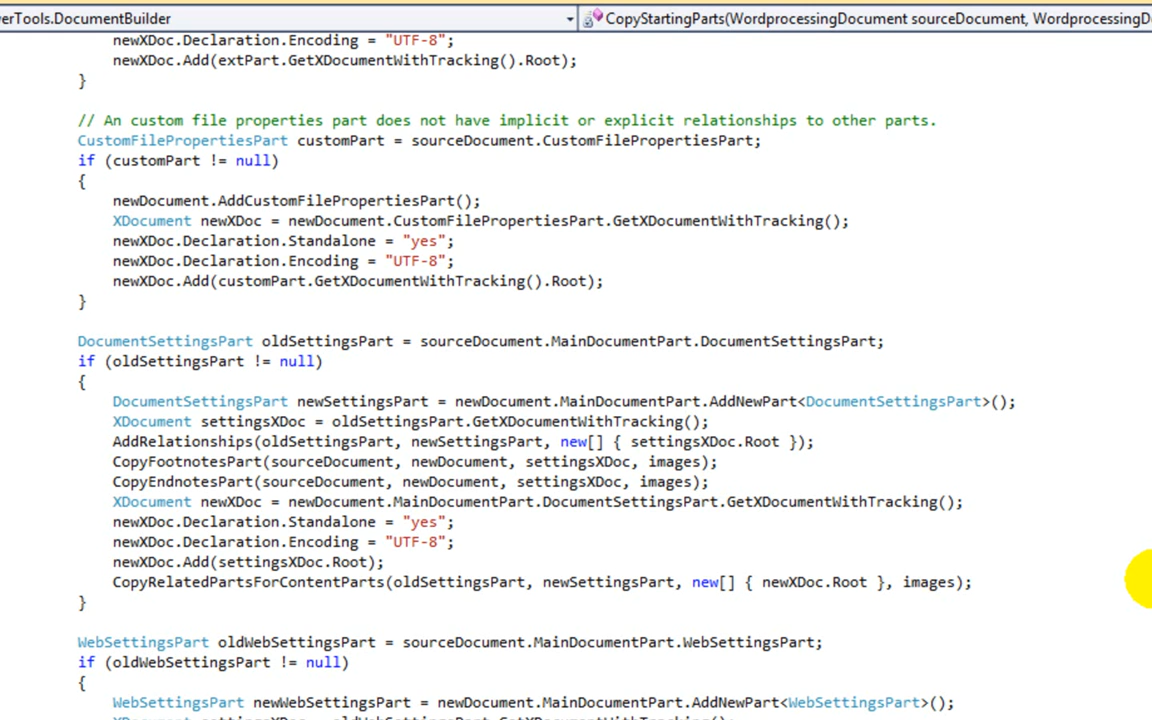 erTools.DocumentBuilder CopyStartingParts(WordprocessingDocument sourceDocument, WordprocessingD
newXDoc.Declaration.Encoding = "UTF-8";
newXDoc.Add(extPart.GetXDocumentWithTracking().Root);
}
// An custom file properties part does not have implicit or explicit relationships to other parts.
CustomFilePropertiesPart customPart = sourceDocument.CustomFilePropertiesPart;
if (customPart != null)
{
newDocument.AddCustomFilePropertiesPart();
XDocument newXDoc = newDocument.CustomFilePropertiesPart.GetXDocumentWithTracking();
newXDoc.Declaration.Standalone = "yes";
newXDoc.Declaration.Encoding = "UTF-8";
newXDoc.Add(customPart.GetXDocumentWithTracking().Root);
}
DocumentSettingsPart oldSettingsPart = sourceDocument.MainDocumentPart.DocumentSettingsPart;
if (oldSettingsPart != null)
{
DocumentSettingsPart newSettingsPart = newDocument.MainDocumentPart.AddNewPart<DocumentSettingsPart>();
XDocument settingsXDoc = oldSettingsPart.GetXDocumentWithTracking();
AddRelationships(oldSettingsPart, newSettingsPart, new[] { settingsXDoc.Root });
CopyFootnotesPart(sourceDocument, newDocument, settingsXDoc, images);
CopyEndnotesPart(sourceDocument, newDocument, settingsXDoc, images);
XDocument newXDoc = newDocument.MainDocumentPart.DocumentSettingsPart.GetXDocumentWithTracking();
newXDoc.Declaration.Standalone = "yes";
newXDoc.Declaration.Encoding = "UTF-8";
newXDoc.Add(settingsXDoc.Root);
CopyRelatedPartsForContentParts(oldSettingsPart, newSettingsPart, new[] { newXDoc.Root }, images);
}
WebSettingsPart oldWebSettingsPart = sourceDocument.MainDocumentPart.WebSettingsPart;
if (oldWebSettingsPart != null)
{
WebSettingsPart newWebSettingsPart = newDocument.MainDocumentPart.AddNewPart<WebSettingsPart>();